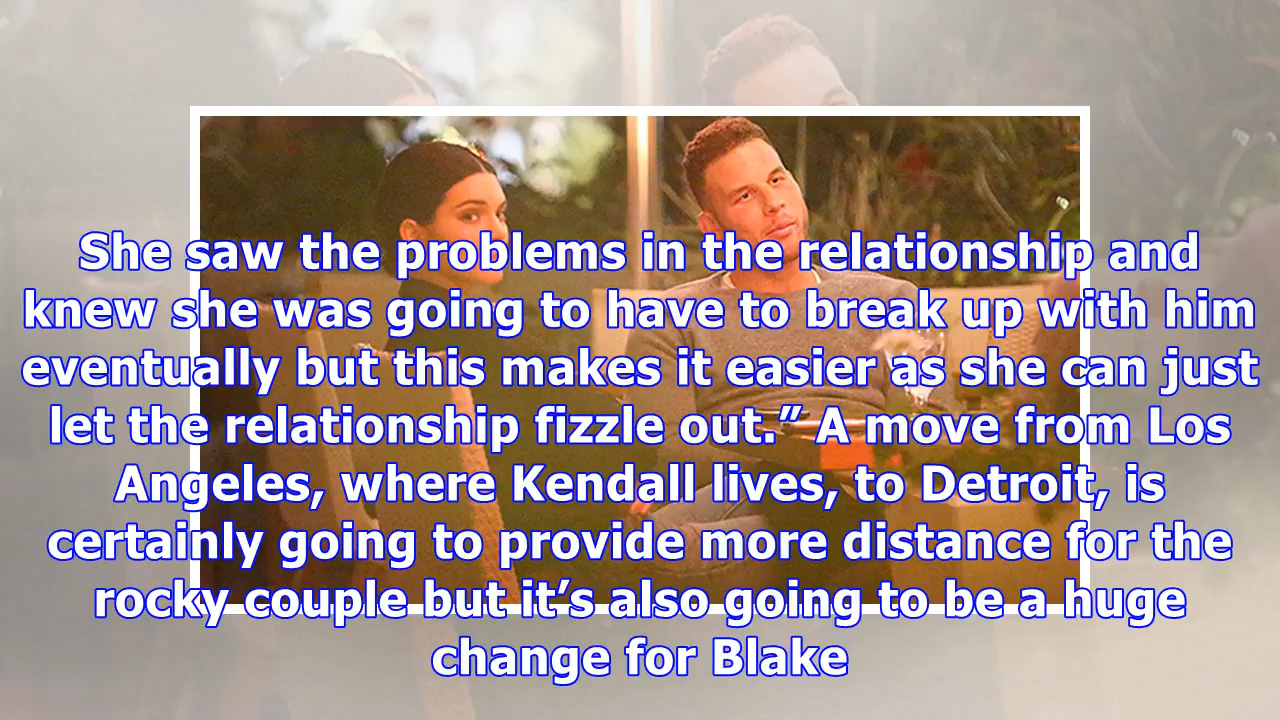 She saw the problems in the relationship and
knew she was going to have to break up with him
eventually but this makes it easier as she can just
let the relationship fizzle out.” A move from Los
Angeles, where Kendall lives, to Detroit, is
certainly going to provide more distance for the
rocky couple but it’s also going to be a huge
change for Blake